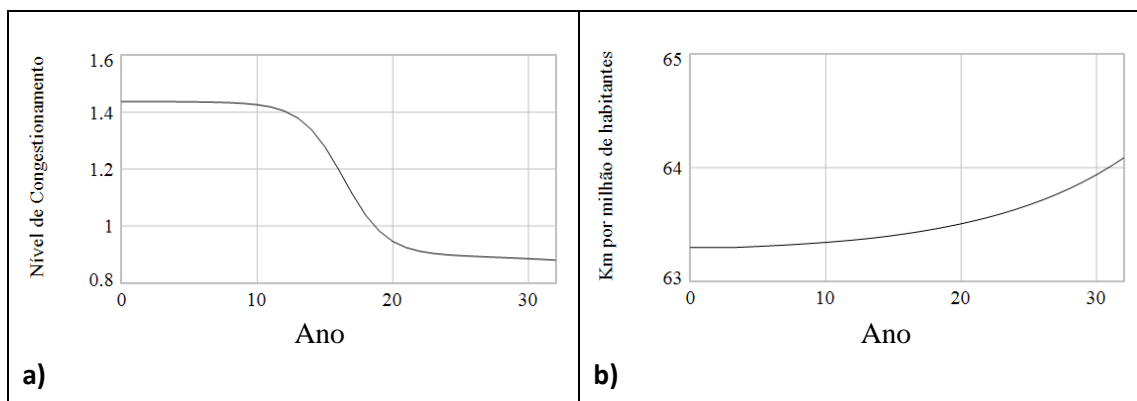 Nível de Congestionamento
1.6
1.4
1.2
1
0.8
0
10
20
30
Ano
a)
Km por milhão de habitantes
65
64
63
0
10
20
30
Ano
b)